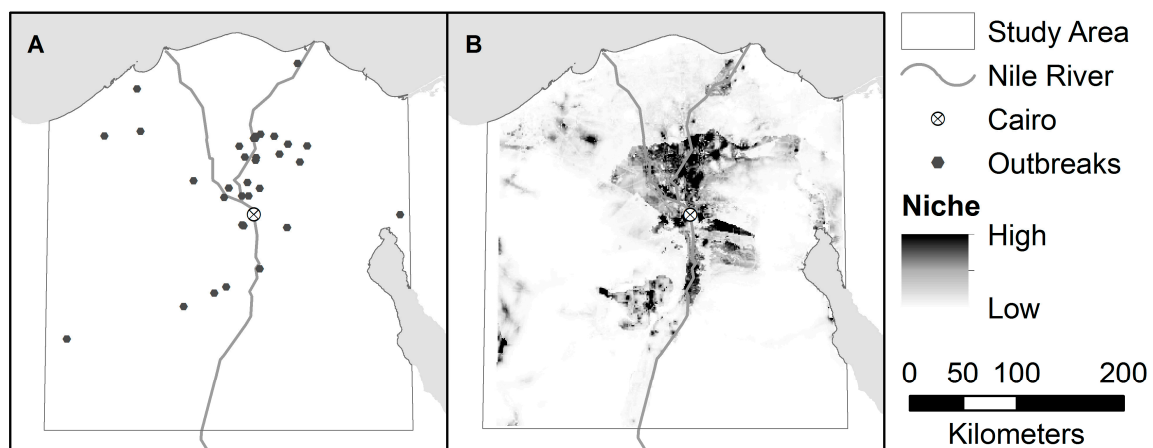 A
B
Study Area
Nile River
Cairo
Outbreaks
Niche
High
Low
0 50 100 200
Kilometers